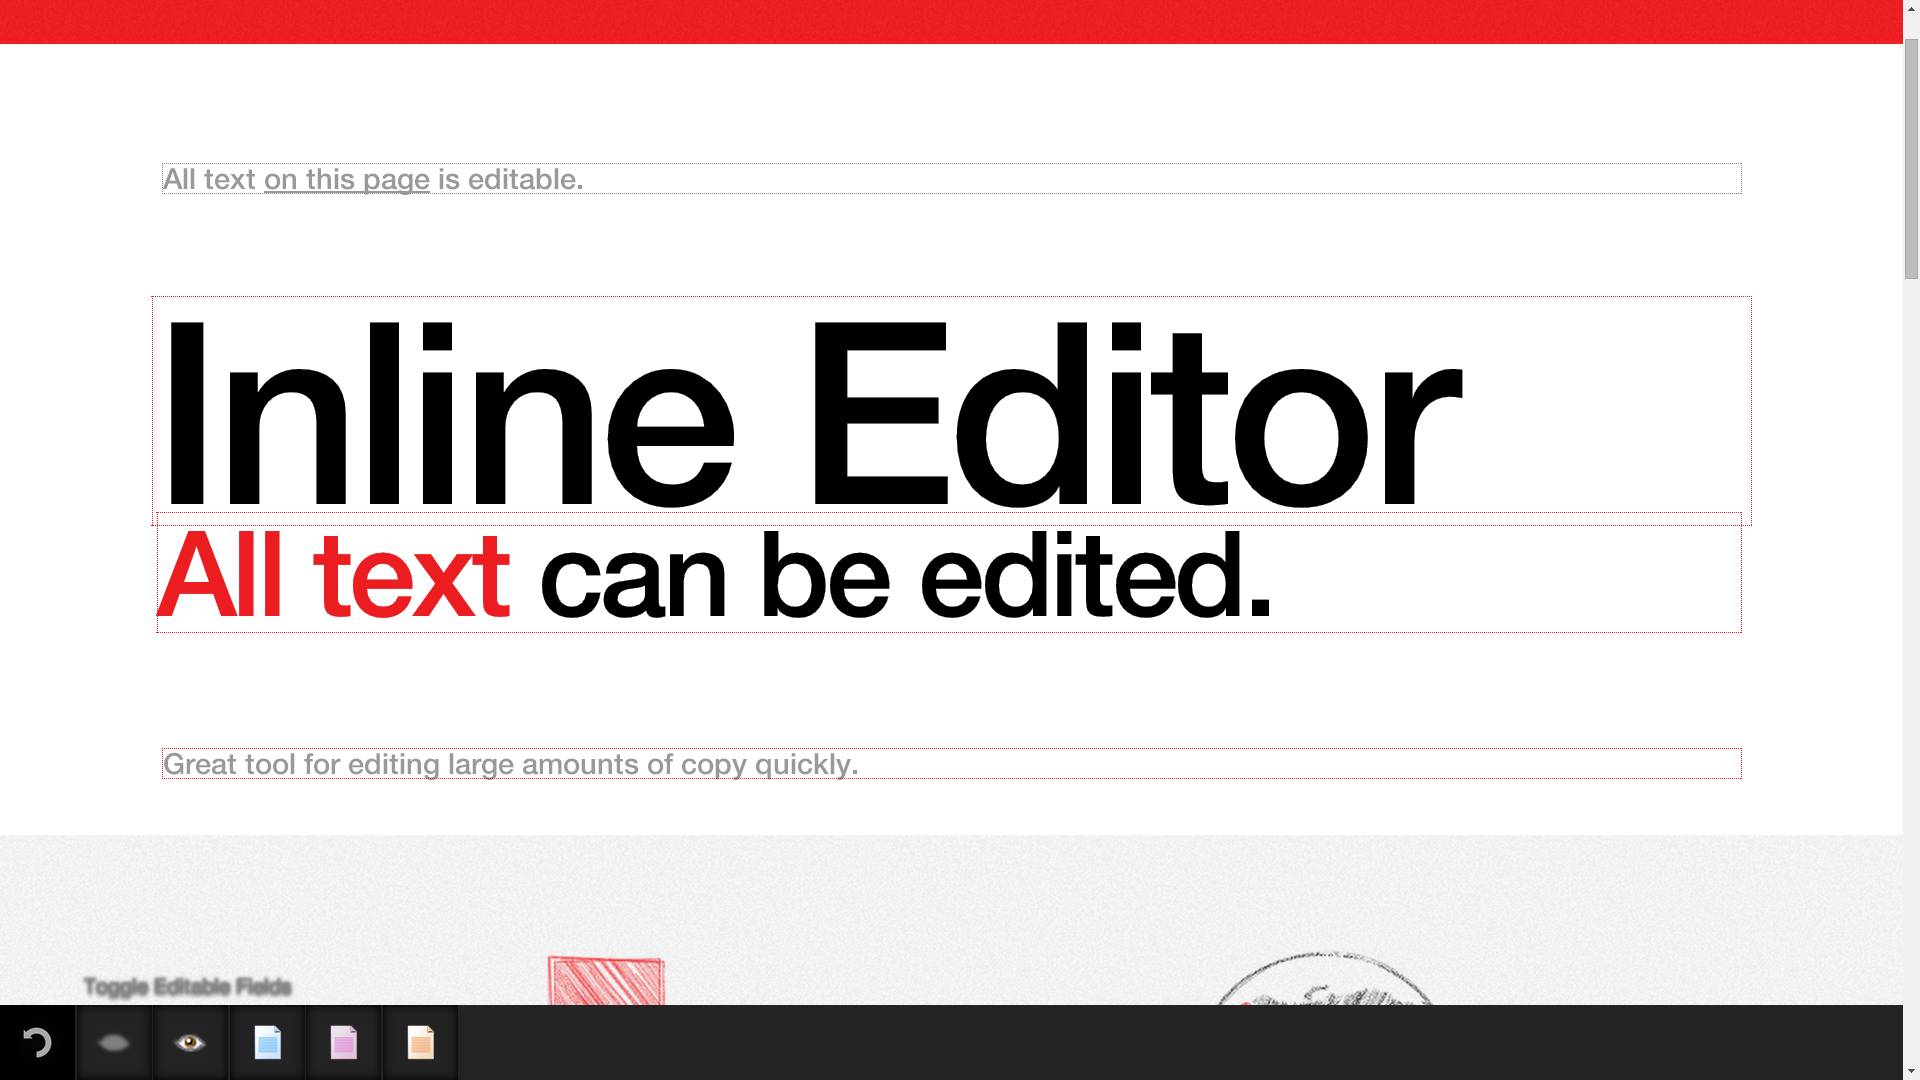 All text on this page is editable.
Inline Editor
All text can be edited.
Great tool for editing large amounts of copy quickly.
Toggle Editable Fields